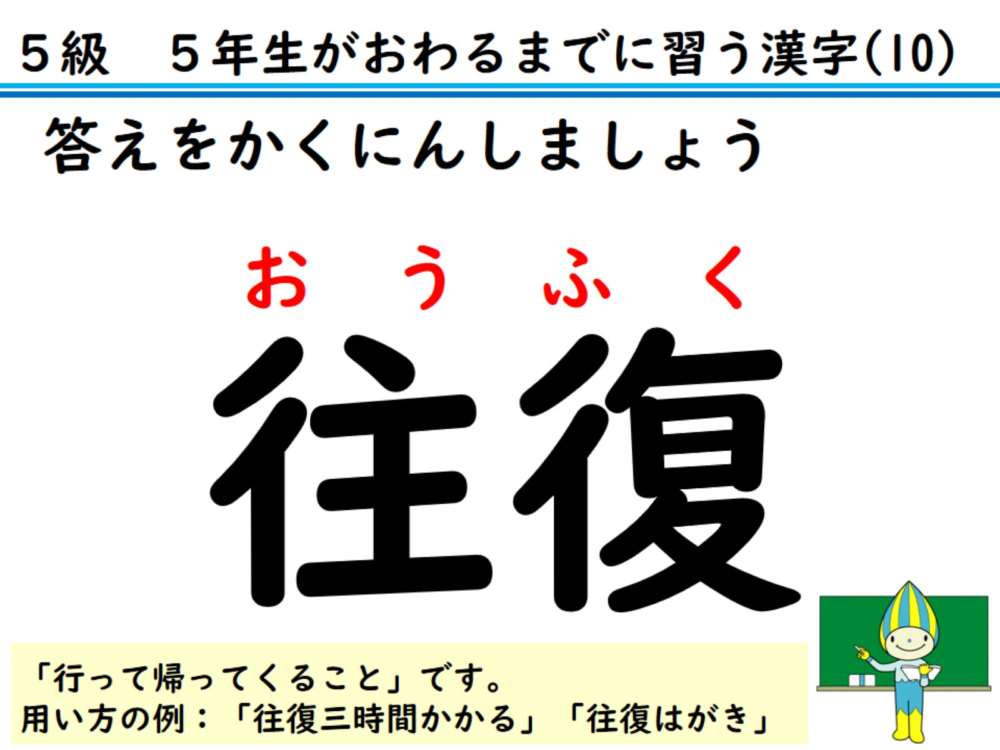 ５級　５年生がおわるまでに習う漢字(10)
答えをかくにんしましょう
おうふく
往復
「行って帰ってくること」です。
用い方の例：「往復三時間かかる」「往復はがき」